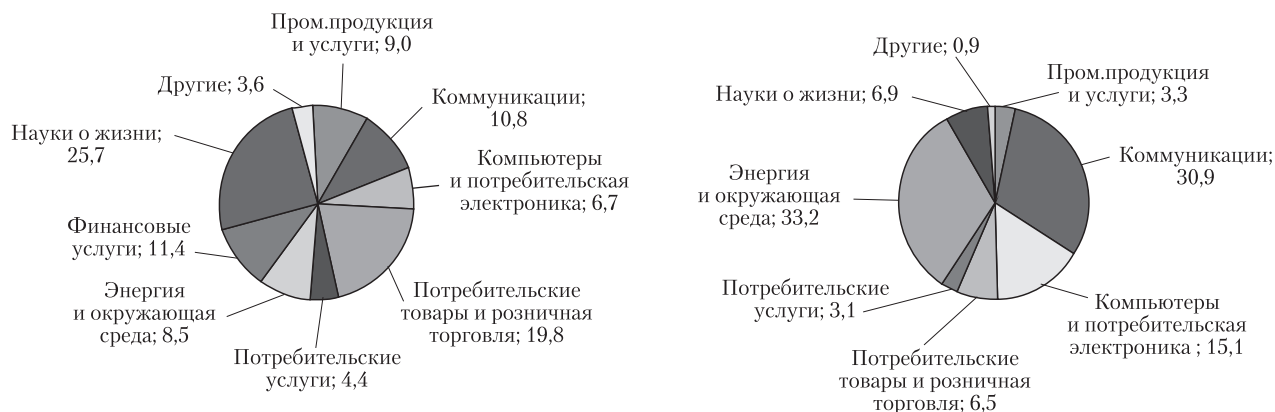 Пром.продукция
и услуги; 9,0
Другие; 3,6
Коммуникации;
10,8
Науки о жизни;
25,7
Компьютеры
и потребительская
электроника; 6,7
Финансовые
услуги; 11,4
Энергия
и окружающая
среда; 8,5
Потребительские
товары и розничная
торговля; 19,8
Потребительские
услуги; 4,4
Другие; 0,9
Пром.продукция
и услуги; 3,3
Науки о жизни; 6,9
Коммуникации;
30,9
Энергия
и окружающая
среда; 33,2
Потребительские
услуги; 3,1
Компьютеры
и потребительская
электроника ; 15,1
Потребительские
товары и розничная
торговля; 6,5